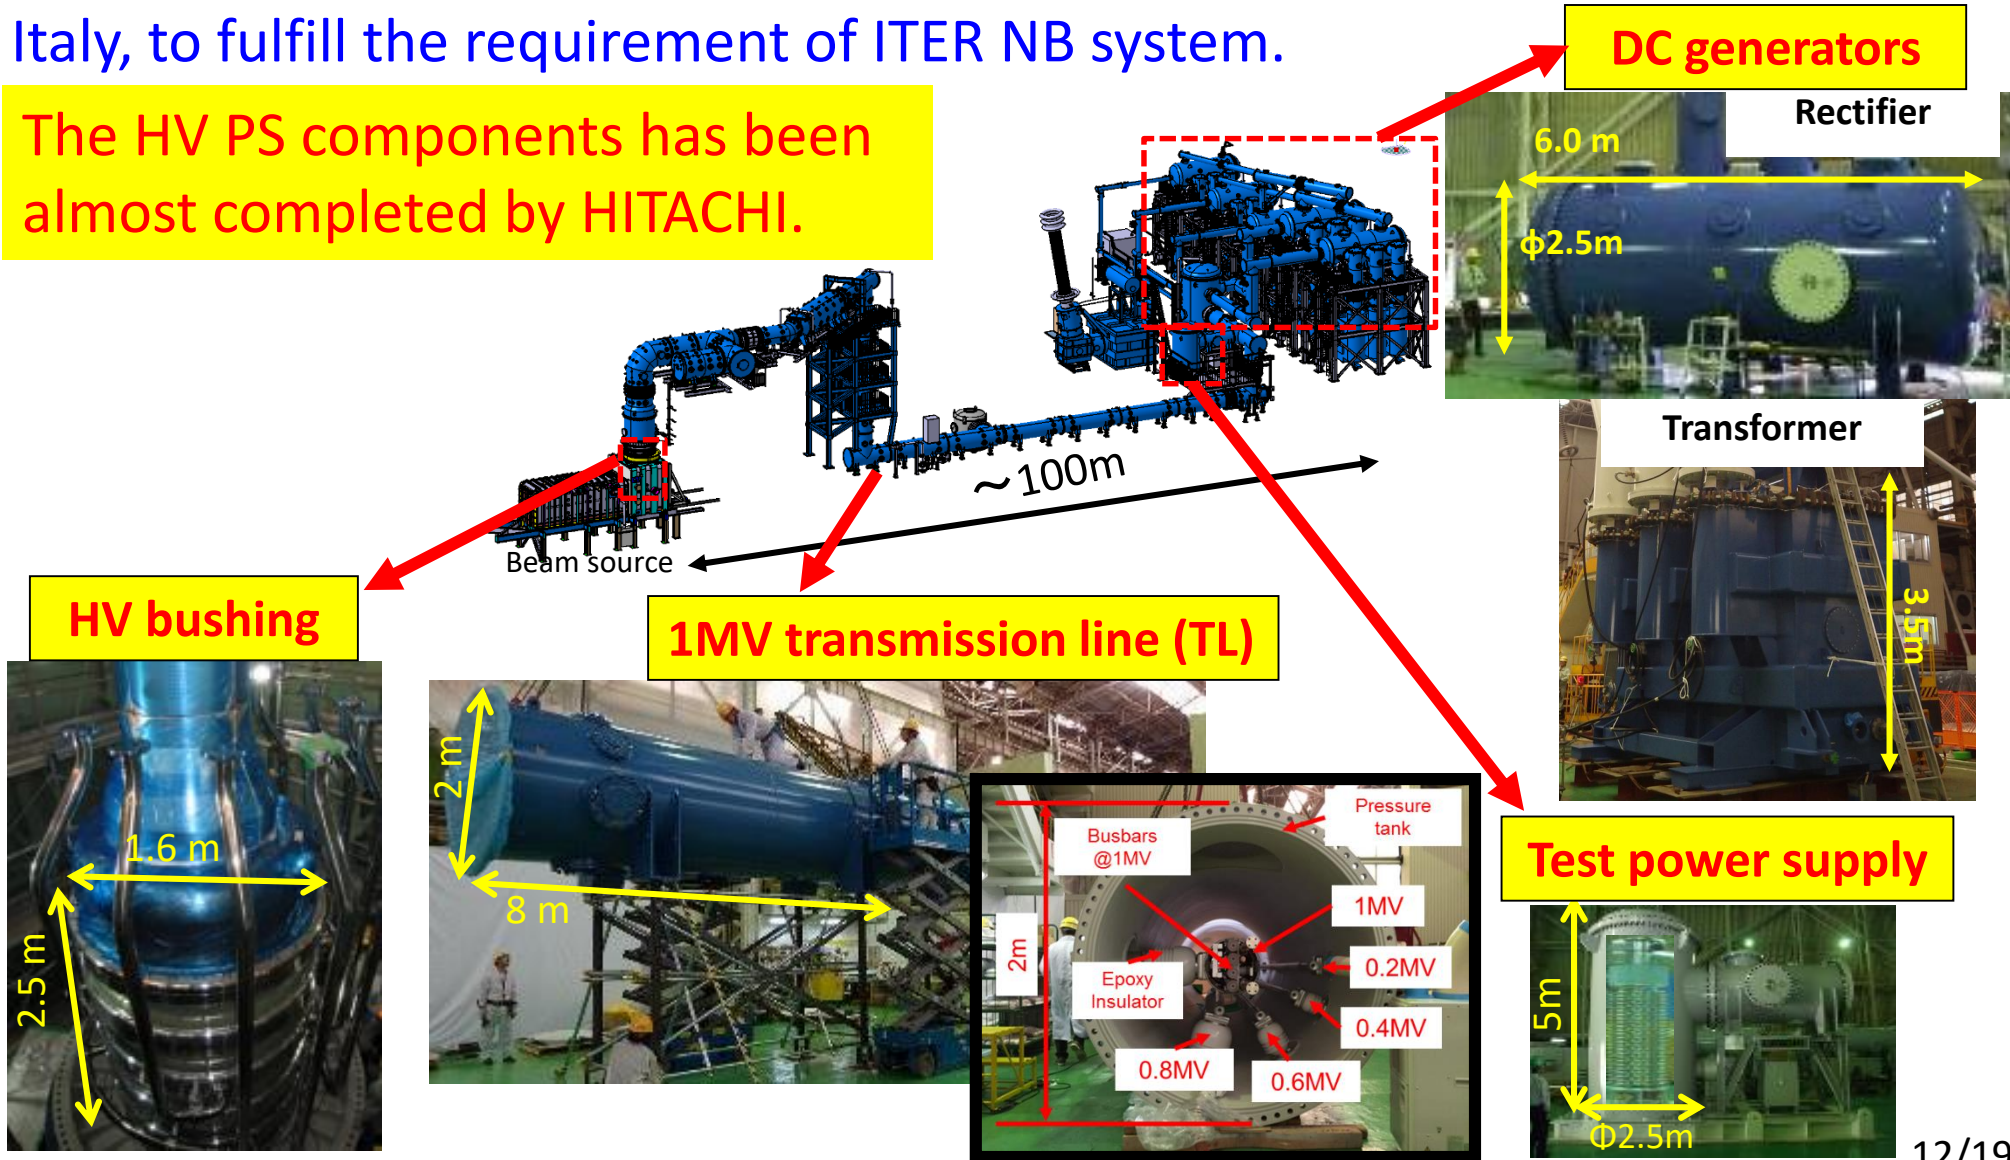 Italy, to fulfill the requirement of ITER NB system.
The HV PS components has been
almost completed by HITACHI.
DC generators
Rectifier
6.0 m
ϕ2.5m
Transformer
3.5m
~100m
Beam source
HV bushing
1.6 m
2.5 m
1MV transmission line (TL)
2 m
8 m
Pressure
tank
Busbars
@1MV
1MV
2m
0.2MV
Epoxy
Insulator
0.4MV
0.8MV
0.6MV
Test power supply
5m
Φ2.5m
12/19